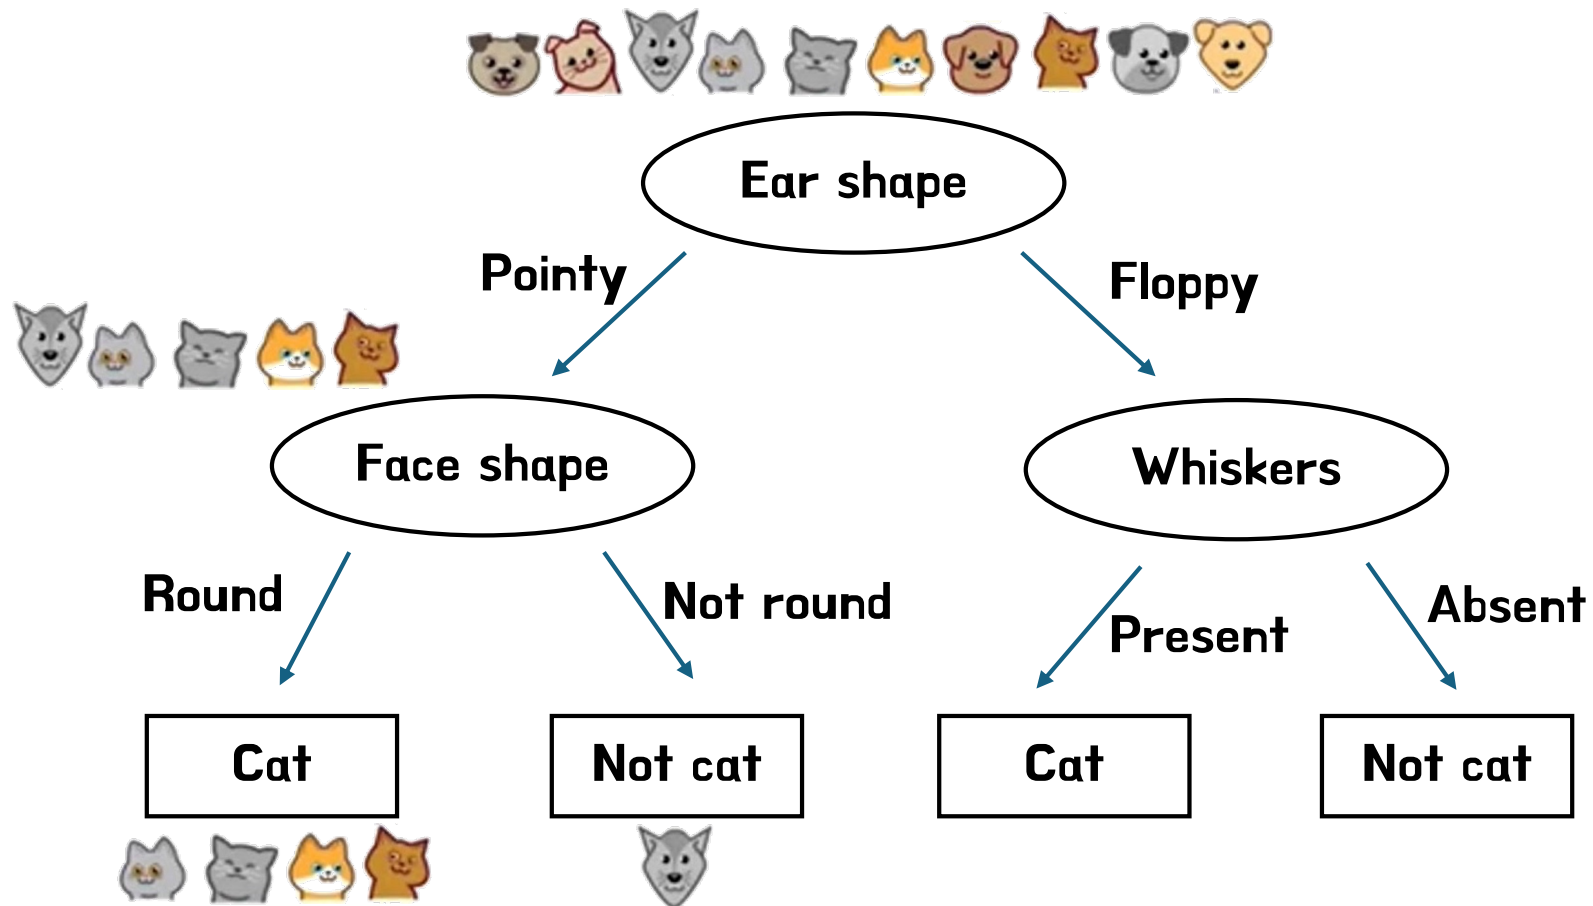 Ear shape
Pointy
Floppy
Face shape
Whiskers
Round
Not round
Present
Absent
Cat
Not cat
Cat
Not cat